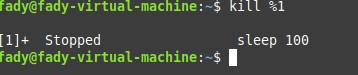 fady@fady-virtual-machine:~$ kill %1
[1]+  Stopped                 sleep 100
fady@fady-virtual-machine:~$